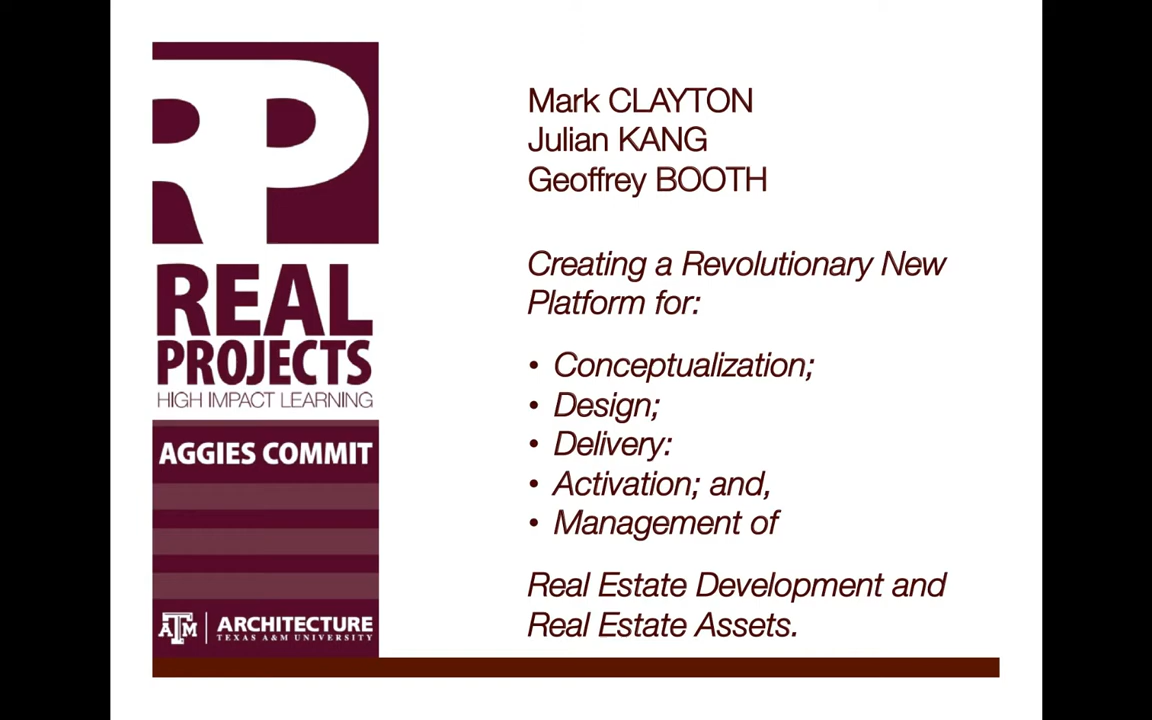 RP
REAL
PROJECTS
HIGH IMPACT LEARNING
AGGIES COMMIT
ATM | ARCHITECTURE
TEXAS A&M UNIVERSITY
Mark CLAYTON
Julian KANG
Geoffrey BOOTH
Creating a Revolutionary New
Platform for:
• Conceptualization;
• Design;
• Delivery:
• Activation; and,
• Management of
Real Estate Development and
Real Estate Assets.